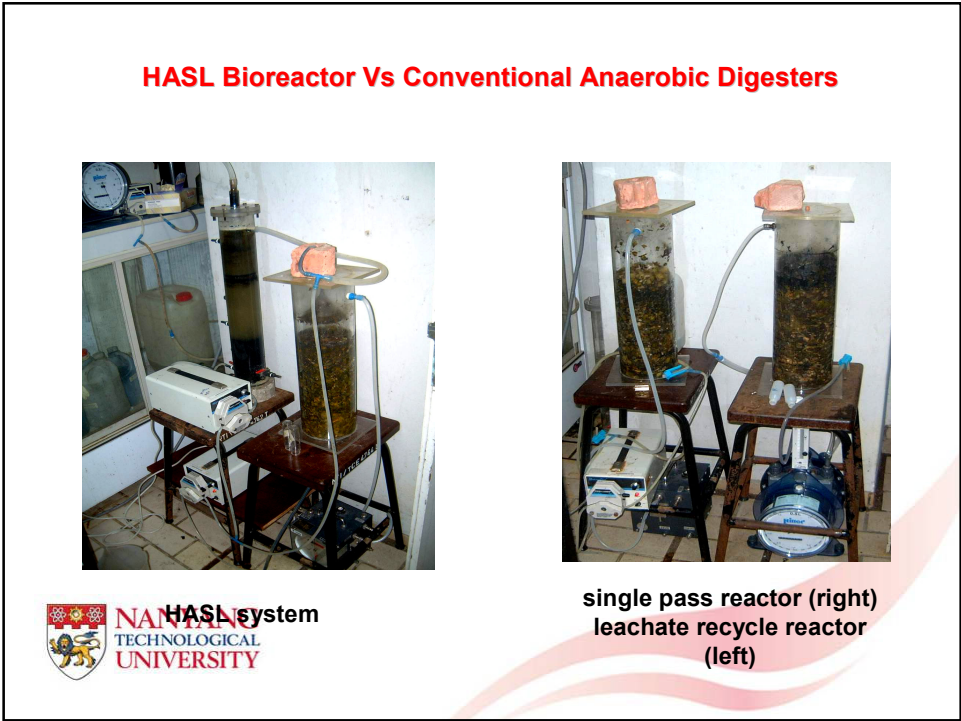 HASL Bioreactor Vs Conventional Anaerobic Digesters
HASL system
single pass reactor (right)
leachate recycle reactor
(left)
NANYANG
TECHNOLOGICAL
UNIVERSITY